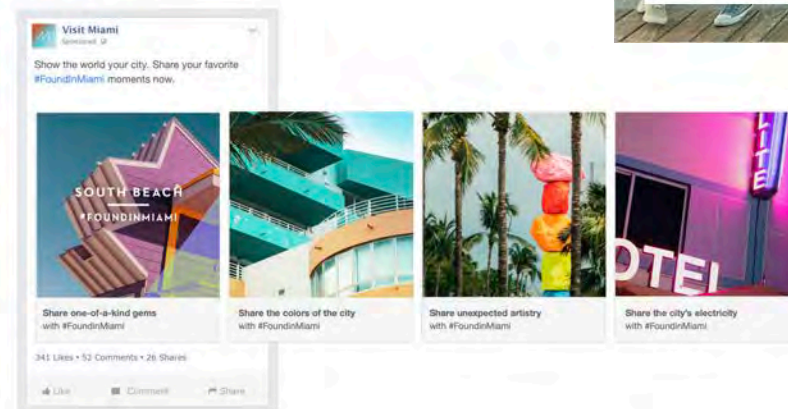 Visit Miami
Sponsored
Show the world your city. Share your favorite
#FoundInMiami moments now.
SOUTH BEACH
#FOUNDINMIAMI
LITE
OTEL
Share one-of-a-kind gems
with #FoundinMiami
Share the colors of the city
with #FoundinMiami
Share unexpected artistry
with #FoundinMiami
Share the city's electricity
with #FoundinMiami
341 Likes • 52 Comments • 26 Shares
Like Comment Share